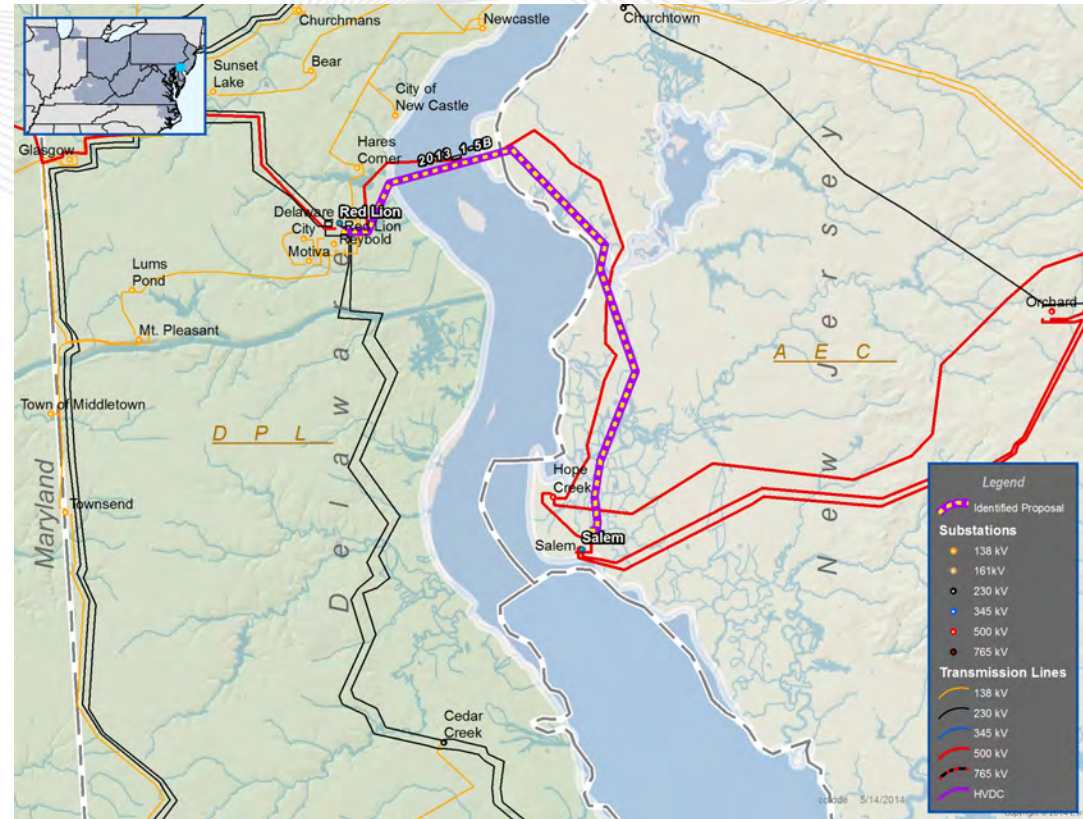 Churchmans
Newcastle
Churchtown
Sunset
Lake
Bear
City of
New Castle
Glasgow
Hares
Corner
2013_1-5B
Delaware
City
Red Lion
Red Lion
Reybold
Motiva
Lums
Pond
Mt. Pleasant
Orchard
A E C
New Jersey
Town of Middletown
D P L
Delaware
Maryland
Townsend
Hope
Creek
Salem
Salem
Cedar
Creek
Legend
Identified Proposal
Substations
138 kV
161kV
230 kV
345 kV
500 kV
765 kV
Transmission Lines
138 kV
230 kV
345 kV
500 kV
765 kV
HVDC
5/14/2014